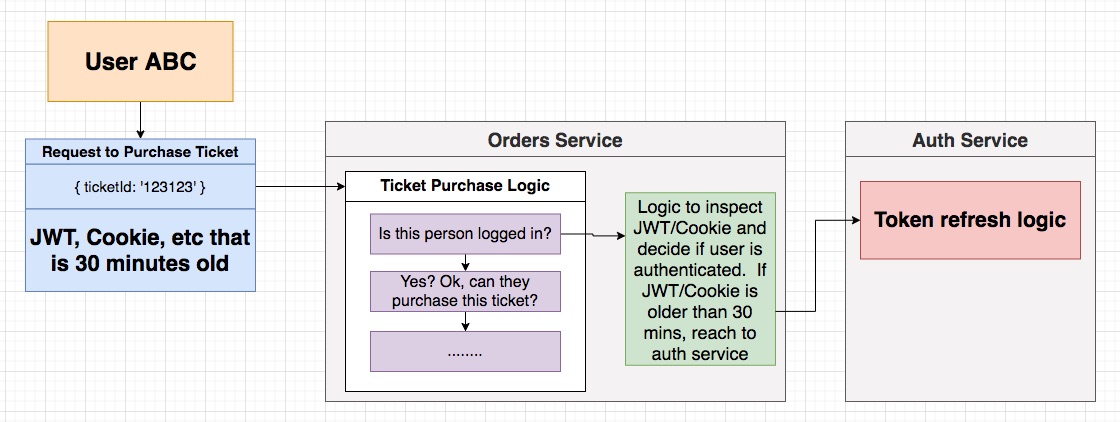 User ABC
Request to Purchase Ticket
{ ticketId: '123123' }
JWT, Cookie, etc that
is 30 minutes old
Orders Service
Ticket Purchase Logic
Is this person logged in?
Yes? Ok, can they
purchase this ticket?
........
Logic to inspect
JWT/Cookie and
decide if user is
authenticated.  If
JWT/Cookie is
older than 30
mins, reach to
auth service
Auth Service
Token refresh logic